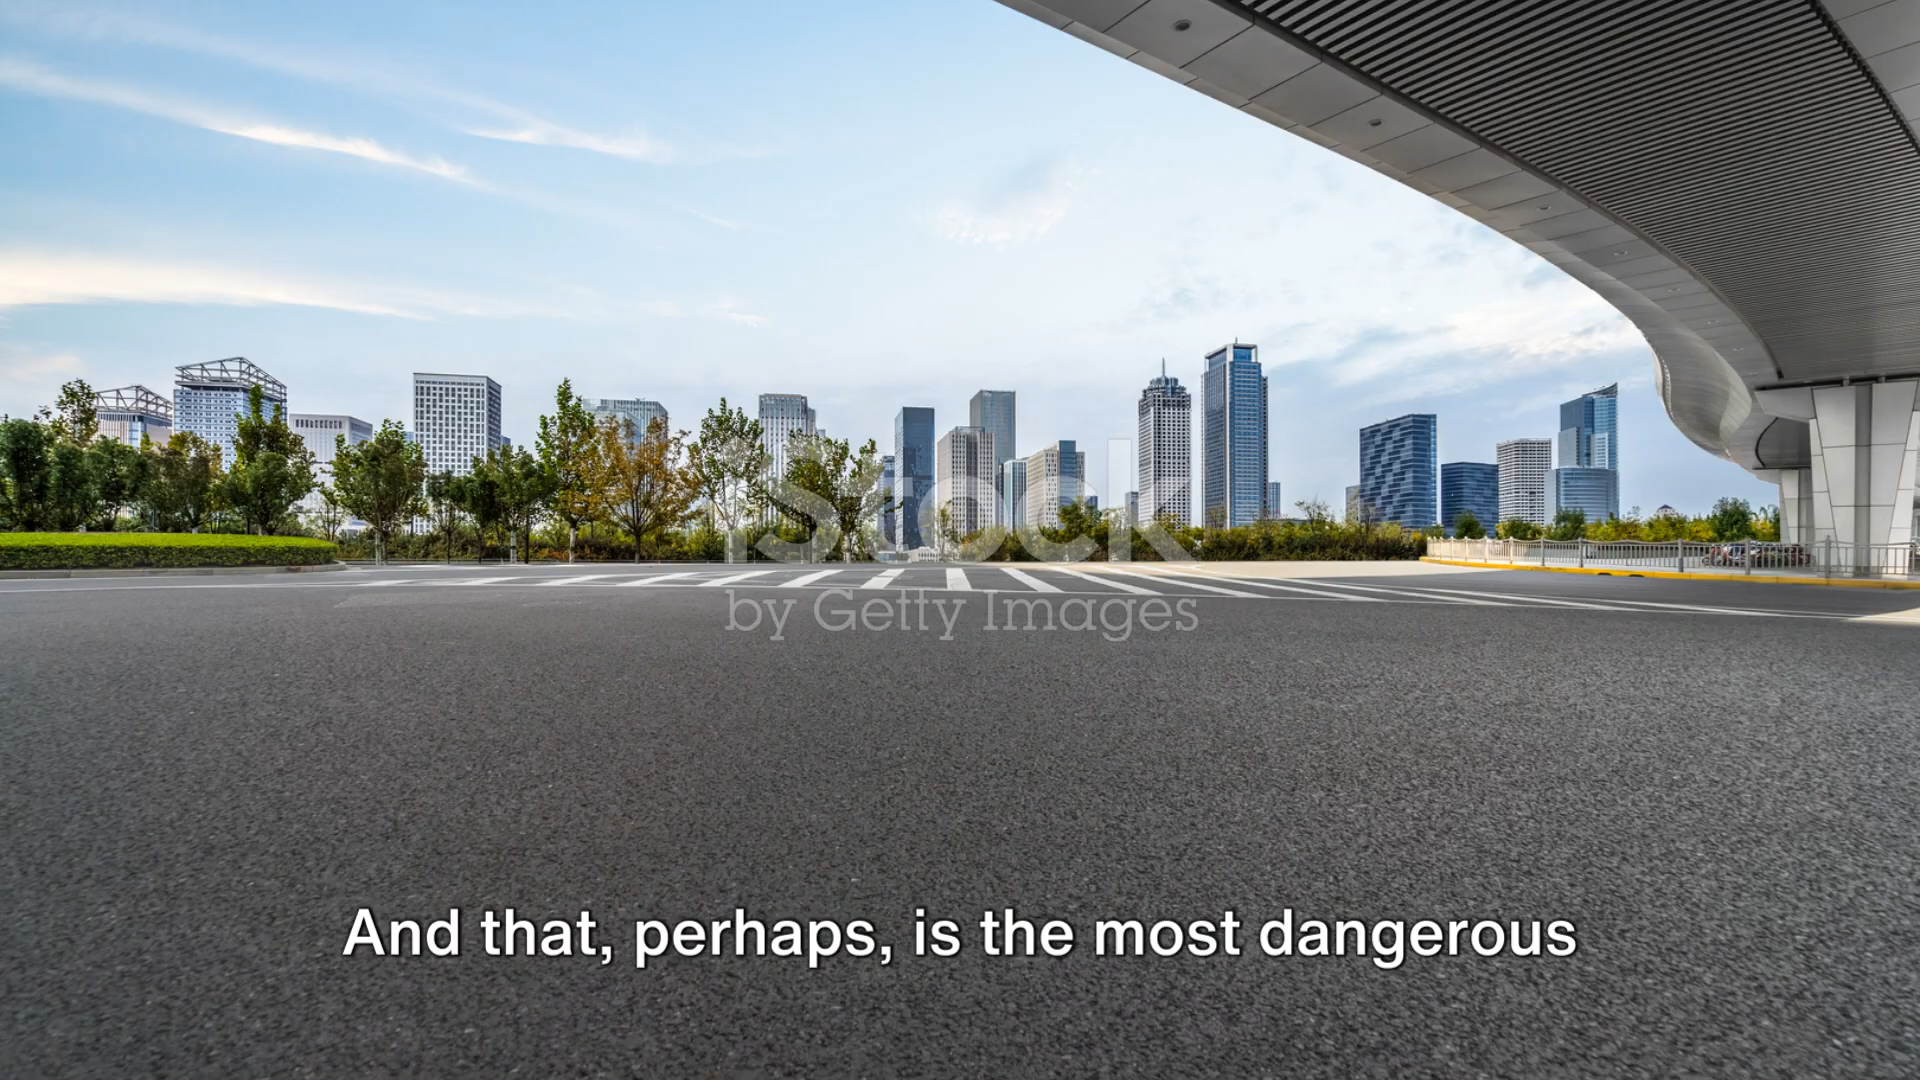 iStock
by Getty Images
And that, perhaps, is the most dangerous